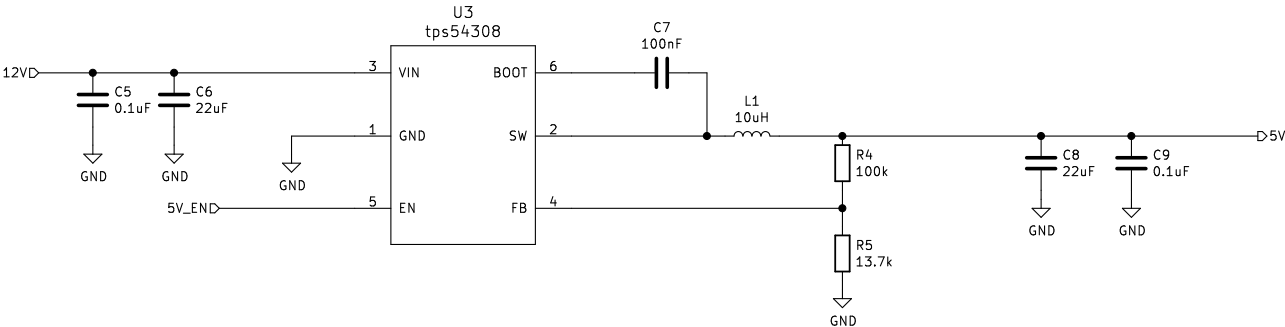 U3
tps54308
C7
100nF
12V
3
VIN
BOOT
6
C5
0.1uF
C6
22uF
L1
10uH
1
GND
SW
2
5V
GND
GND
GND
R4
100k
C8
22uF
C9
0.1uF
5V_EN
5
EN
FB
4
GND
GND
R5
13.7k
GND